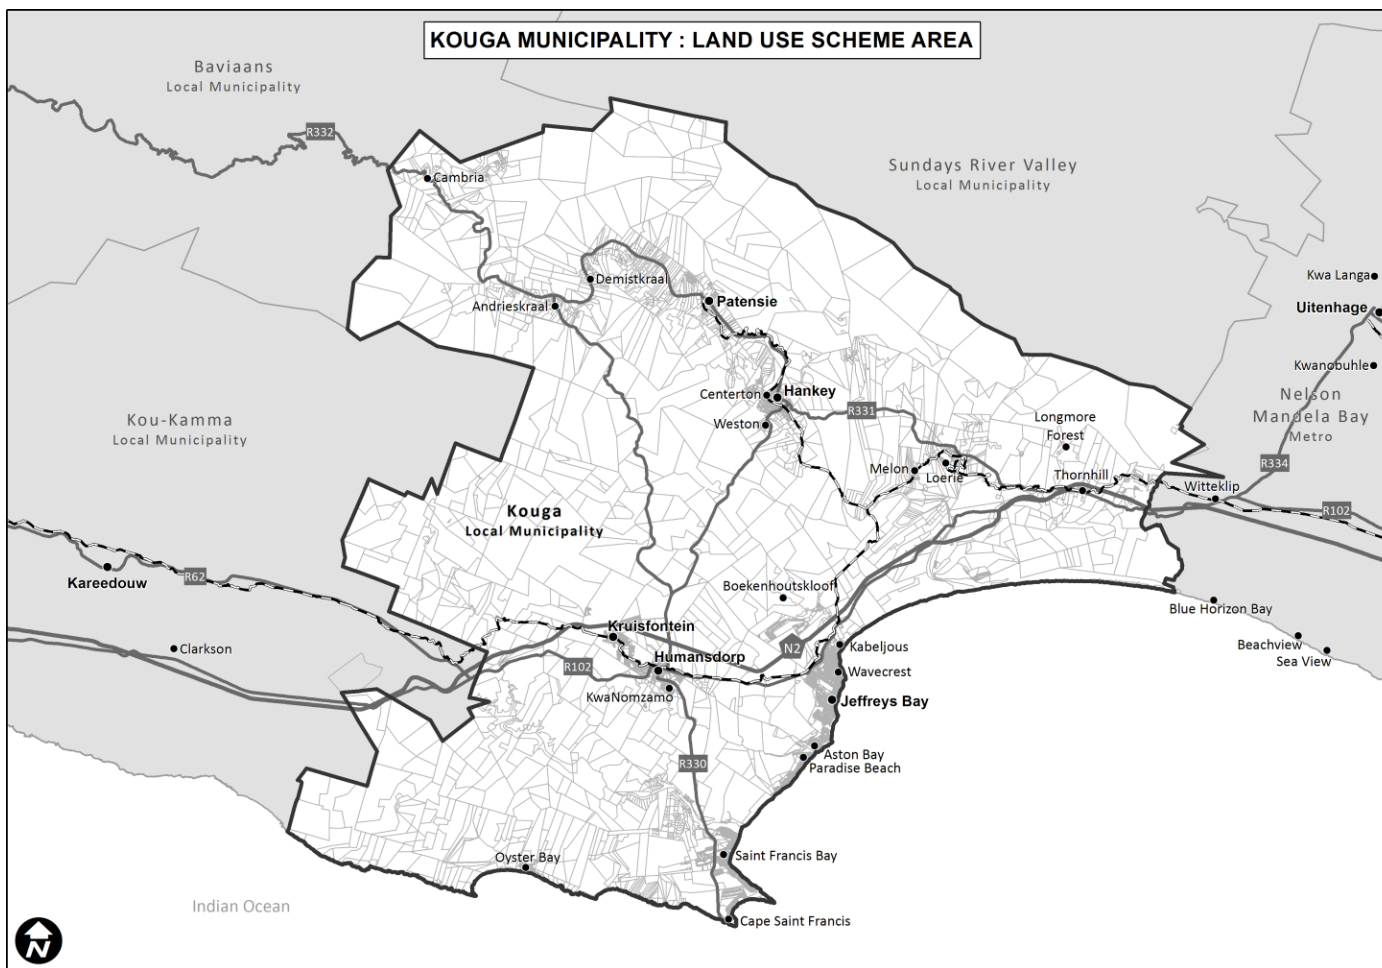 KOUGA MUNICIPALITY : LAND USE SCHEME AREA
Baviaans
Local Municipality
R332
Cambria
Sundays River Valley
Local Municipality
Kwa Langa
Demistkraal
Andrieskraal
Patensie
Uitenhage
Kwanobuhle
Centerton
Hankey
R331
Nelson
Mandela Bay
Metro
Kou-Kamma
Local Municipality
Weston
Longmore
Forest
R334
Melon
Loerie
Thornhill
Witteklip
R102
Kouga
Local Municipality
Kareedouw
R62
Boekenhoutskloof
Blue Horizon Bay
Clarkson
Kruisfontein
N2
Kabeljous
Beachview
Sea View
R102
Humansdorp
Wavecrest
KwaNomzamo
Jeffreys Bay
R330
Aston Bay
Paradise Beach
Oyster Bay
Saint Francis Bay
Indian Ocean
Cape Saint Francis
N